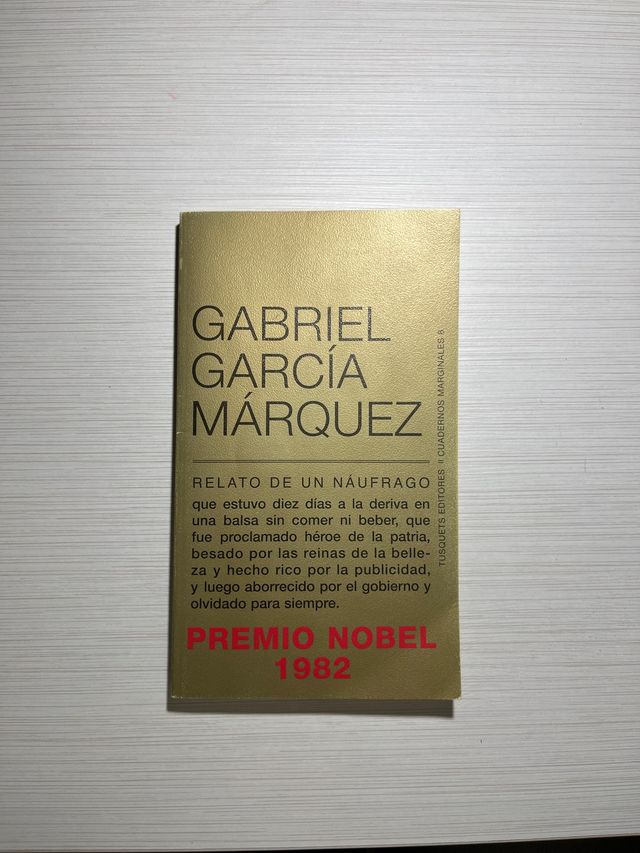 GABRIEL
GARCÍA
MÁRQUEZ
RELATO DE UN NÁUFRAGO
que estuvo diez días a la deriva en
una balsa sin comer ni beber, que
fue proclamado héroe de la patria,
besado por las reinas de la belle-
za y hecho rico por la publicidad,
y luego aborrecido por el gobierno y
olvidado para siempre.
PREMIO NOBEL
1982
TUSQUETS EDITORES II CUADERNOS MARGINALES 8